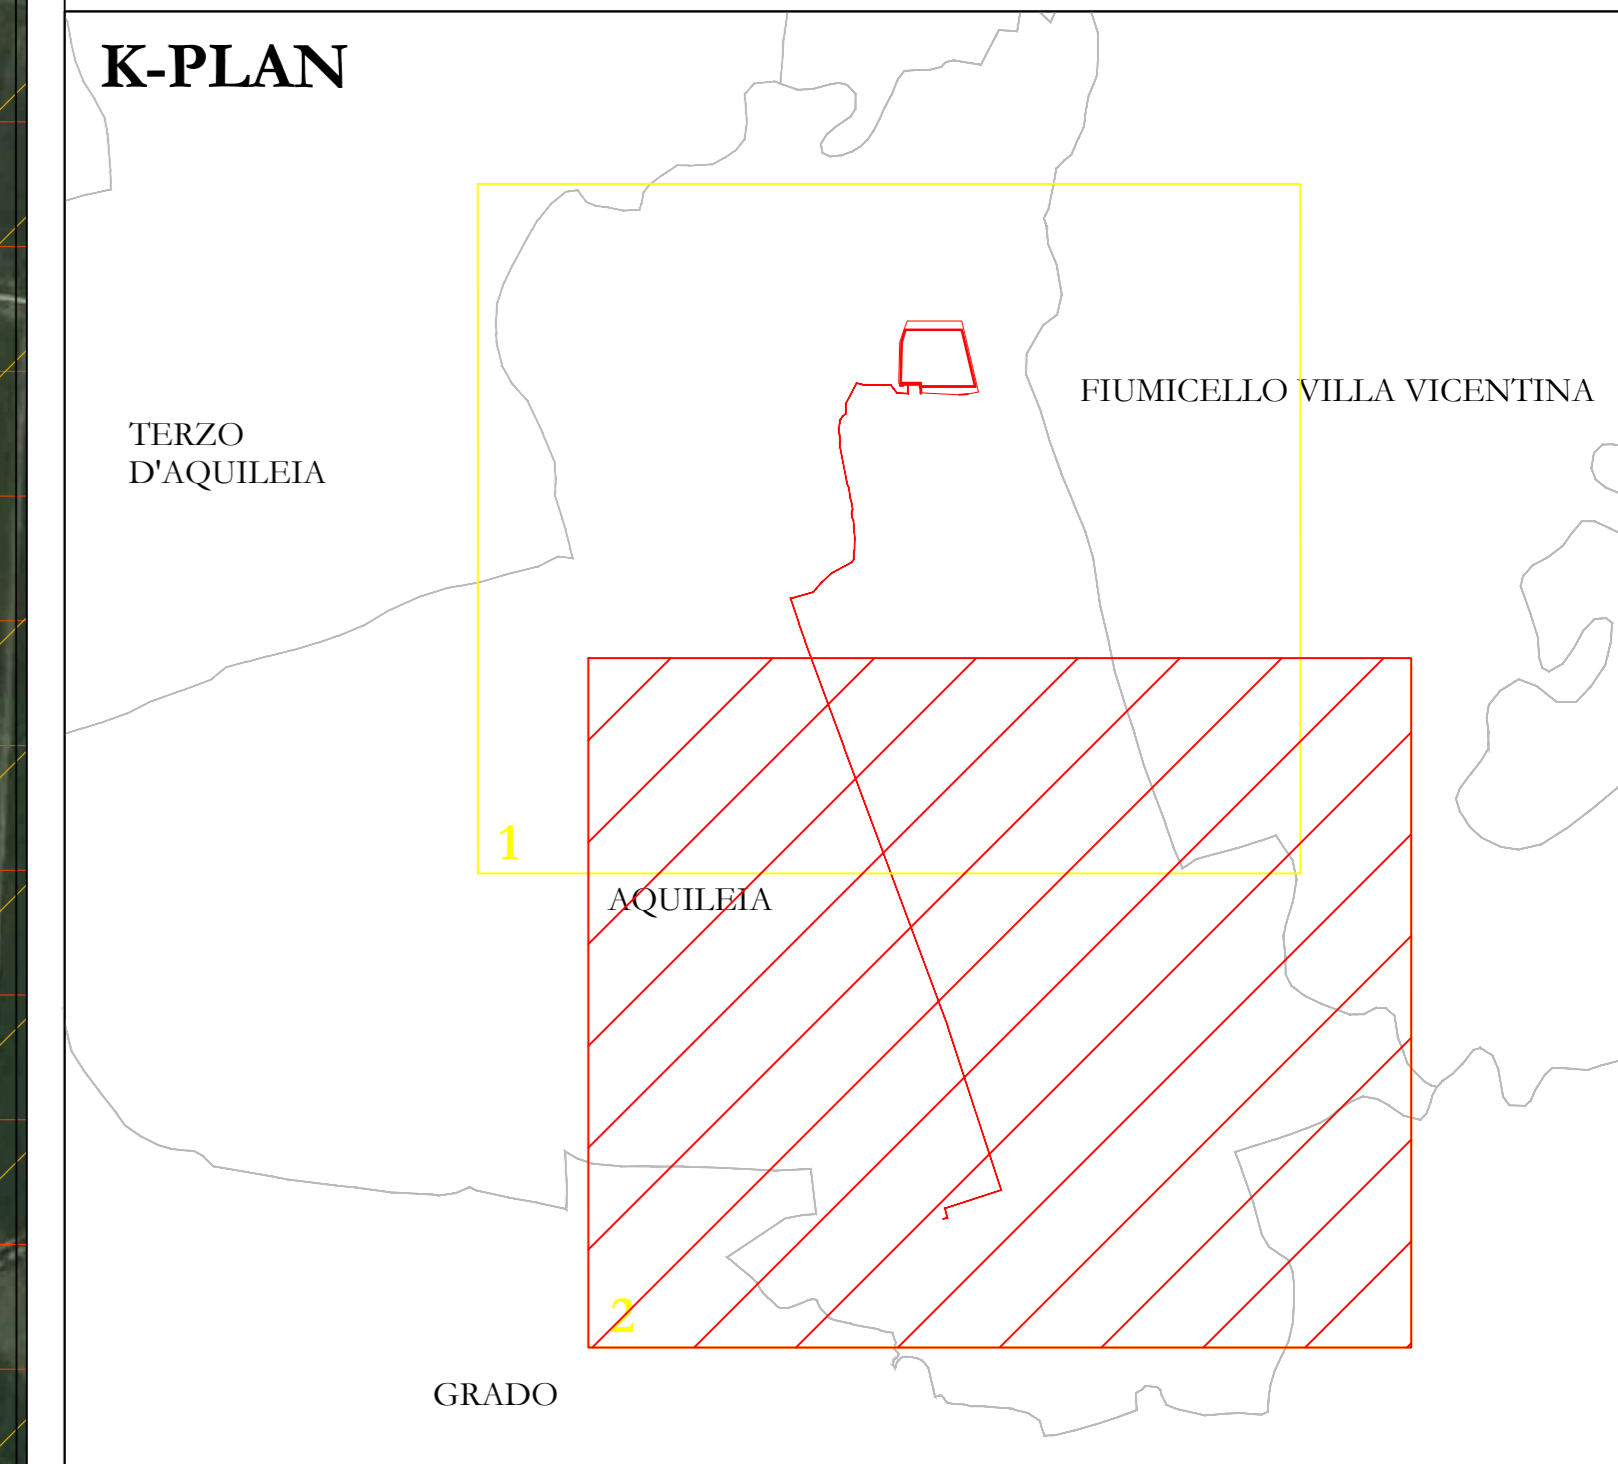 K-PLAN
FIUMICELLO VILLA VICENTINA
TERZO
D'AQUILEIA
1
AQUILEIA
2
GRADO